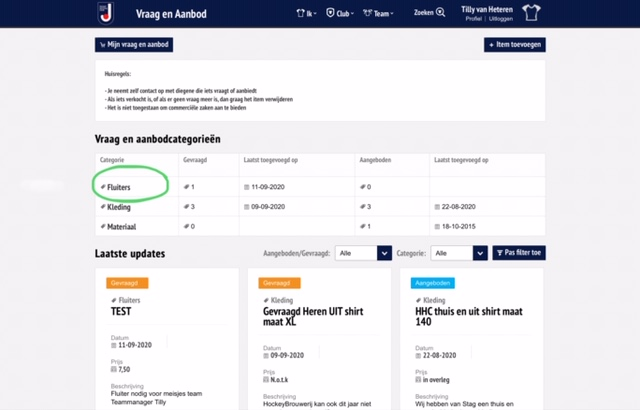 Vraag en Aanbod
Ik Club Team Zoeken
Tilly van Heteren
Profiel Uitloggen
Mijn vraag en aanbod
+ Item toevoegen
Huisregels:
- Je neemt zelf contact op met diegene die iets vraagt of aanbiedt
- Als iets verkocht is, of als er geen vraag meer is, dan graag het item verwijderen
- Het is niet toegestaan om commerciële zaken aan te bieden
Vraag en aanbodcategorieën
Categorie Gevraagd Laatst toegevoegd op Aangeboden Laatst toegevoegd op
Fluiters 1 11-09-2020 0
Kleding 3 09-09-2020 3 22-08-2020
Materiaal 0 1 18-10-2015
Laatste updates
Aangeboden/Gevraagd: Alle Categorie: Alle Pas filter toe
Gevraagd
Fluiters
TEST
Datum
11-09-2020
Prijs
7,50
Beschrijving
Fluiter nodig voor meisjes team
Teammanager Tilly
Gevraagd
Kleding
Gevraagd Heren UIT shirt
maat XL
Datum
09-09-2020
Prijs
N.o.t.k
Beschrijving
HockeyBrouwerij kan ook dit jaar niet
Aangeboden
Kleding
HHC thuis en uit shirt maat
140
Datum
22-08-2020
Prijs
in overleg
Beschrijving
Wij hebben van Stag een thuis en